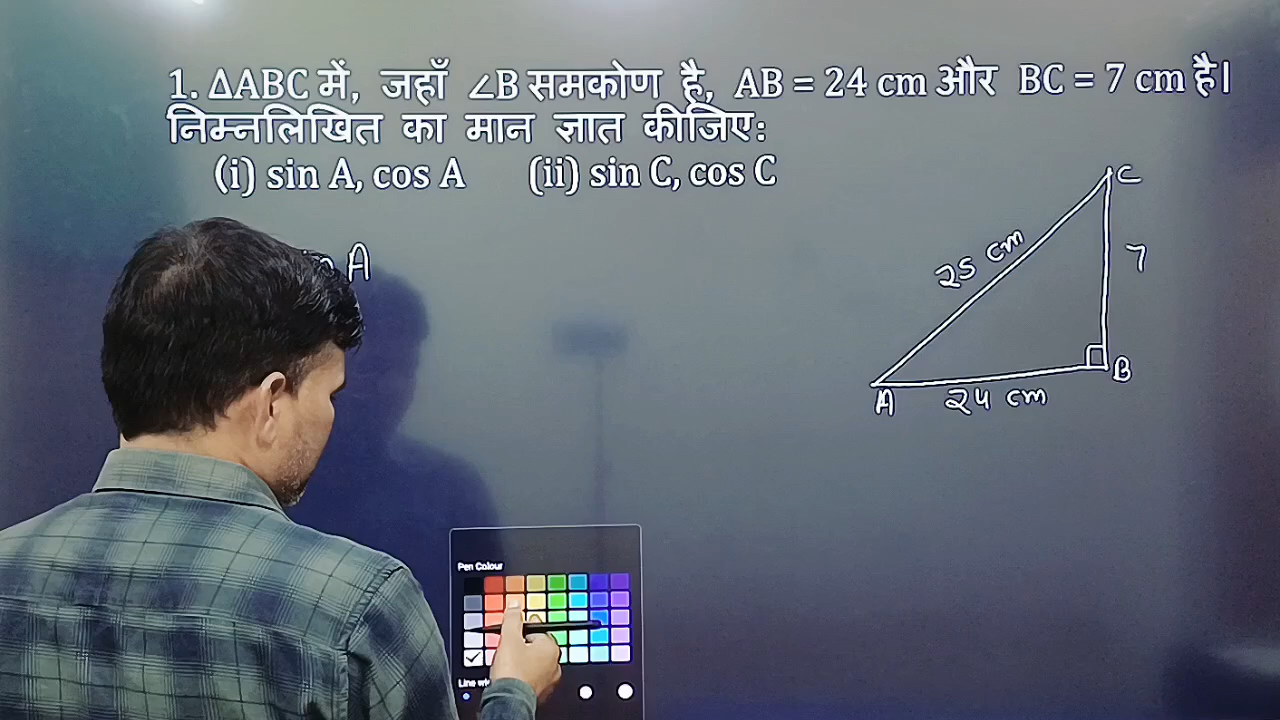 1. ΔABC में, जहाँ ∠B समकोण है, AB = 24 cm और BC = 7 cm है।
निम्नलिखित का मान ज्ञात कीजिए:
(i) sin A, cos A (ii) sin C, cos C
C
25 cm
7
A
B
A
24 cm
Pen Colour